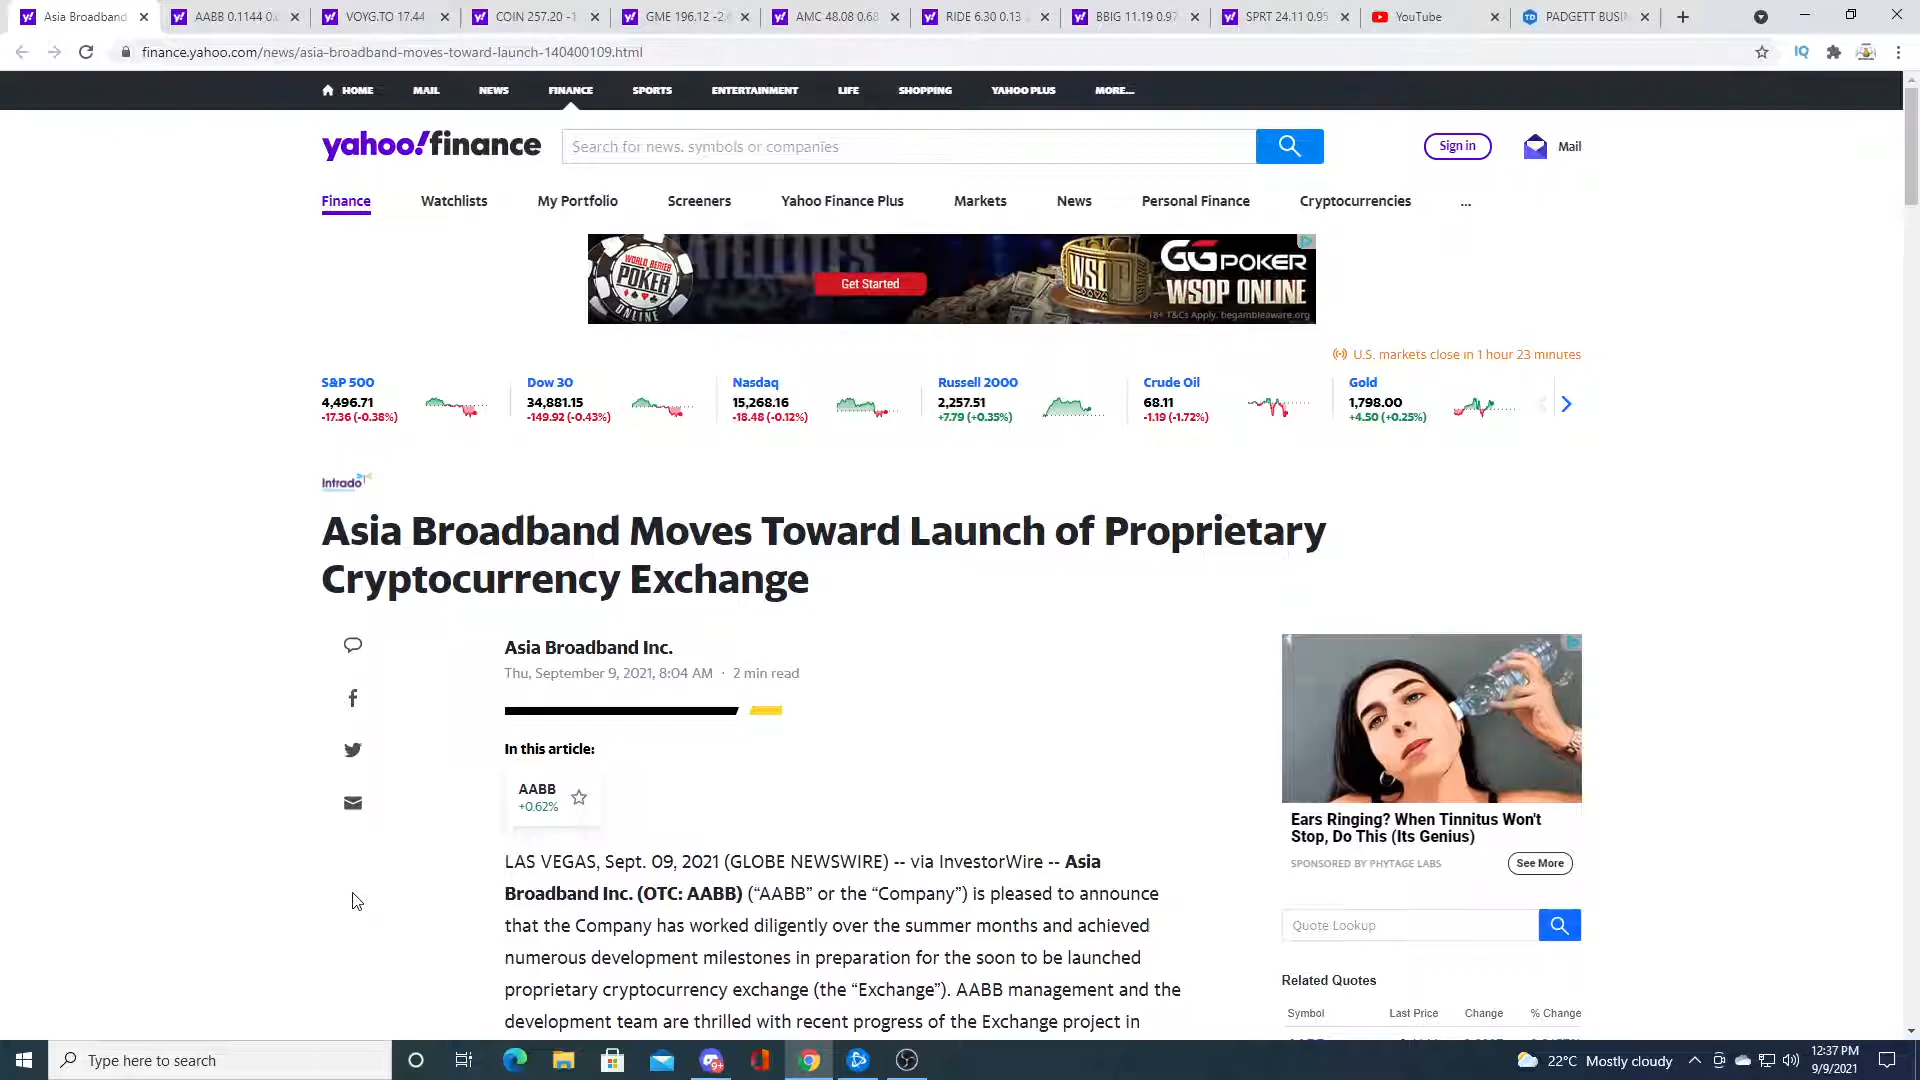 Asia Broadband
AABB 0.1144 0.
VOYG.TO 17.44
COIN 257.20 -1
GME 196.12 -2.
AMC 48.08 0.68
RIDE 6.30 0.13
BBIG 11.19 0.97
SPRT 24.11 0.95
YouTube
PADGETT BUSI
finance.yahoo.com/news/asia-broadband-moves-toward-launch-140400109.html
HOME MAIL NEWS FINANCE SPORTS ENTERTAINMENT LIFE SHOPPING YAHOO PLUS MORE...
yahoo!finance
Search for news, symbols or companies
Sign in
Mail
Finance Watchlists My Portfolio Screeners Yahoo Finance Plus Markets News Personal Finance Cryptocurrencies ...
WORLD SERIES
POKER
ONLINE
Get Started
WSOP
GGPOKER
WSOP ONLINE
18+ T&Cs Apply. begambleaware.org
U.S. markets close in 1 hour 23 minutes
S&P 500
4,496.71
-17.36 (-0.38%)
Dow 30
34,881.15
-149.92 (-0.43%)
Nasdaq
15,268.16
-18.48 (-0.12%)
Russell 2000
2,257.51
+7.79 (+0.35%)
Crude Oil
68.11
-1.19 (-1.72%)
Gold
1,798.00
+4.50 (+0.25%)
Intrado
Asia Broadband Moves Toward Launch of Proprietary
Cryptocurrency Exchange
Asia Broadband Inc.
Thu, September 9, 2021, 8:04 AM · 2 min read
In this article:
AABB
+0.62%
LAS VEGAS, Sept. 09, 2021 (GLOBE NEWSWIRE) -- via InvestorWire -- Asia
Broadband Inc. (OTC: AABB) (“AABB” or the “Company”) is pleased to announce
that the Company has worked diligently over the summer months and achieved
numerous development milestones in preparation for the soon to be launched
proprietary cryptocurrency exchange (the “Exchange”). AABB management and the
development team are thrilled with recent progress of the Exchange project in
Ears Ringing? When Tinnitus Won't
Stop, Do This (Its Genius)
SPONSORED BY PHYTAGE LABS
See More
Quote Lookup
Related Quotes
Symbol Last Price Change % Change
Type here to search
9+
22°C Mostly cloudy
12:37 PM
9/9/2021